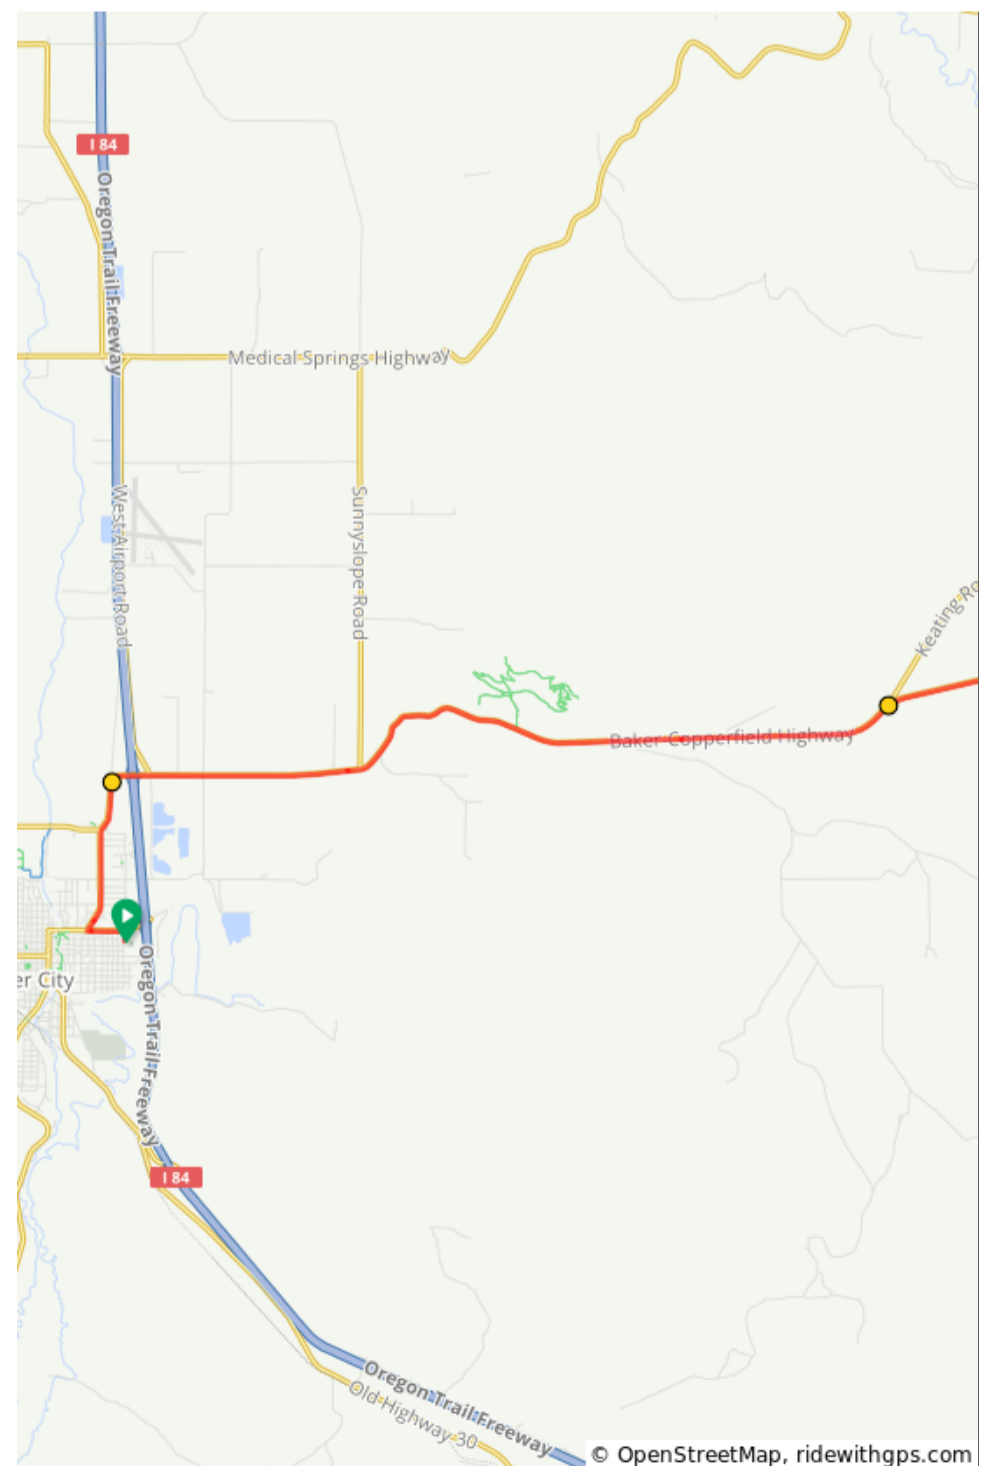 I 84
Oregon Trail Freeway
Medical Springs Highway
West Airport Road
Sunnyslope Road
Keating Ro
Baker Copperfield Highway
er City
Oregon Trail Freeway
I 84
Oregon Trail Freeway
Old Highway 30
© OpenStreetMap, ridewithgps.com